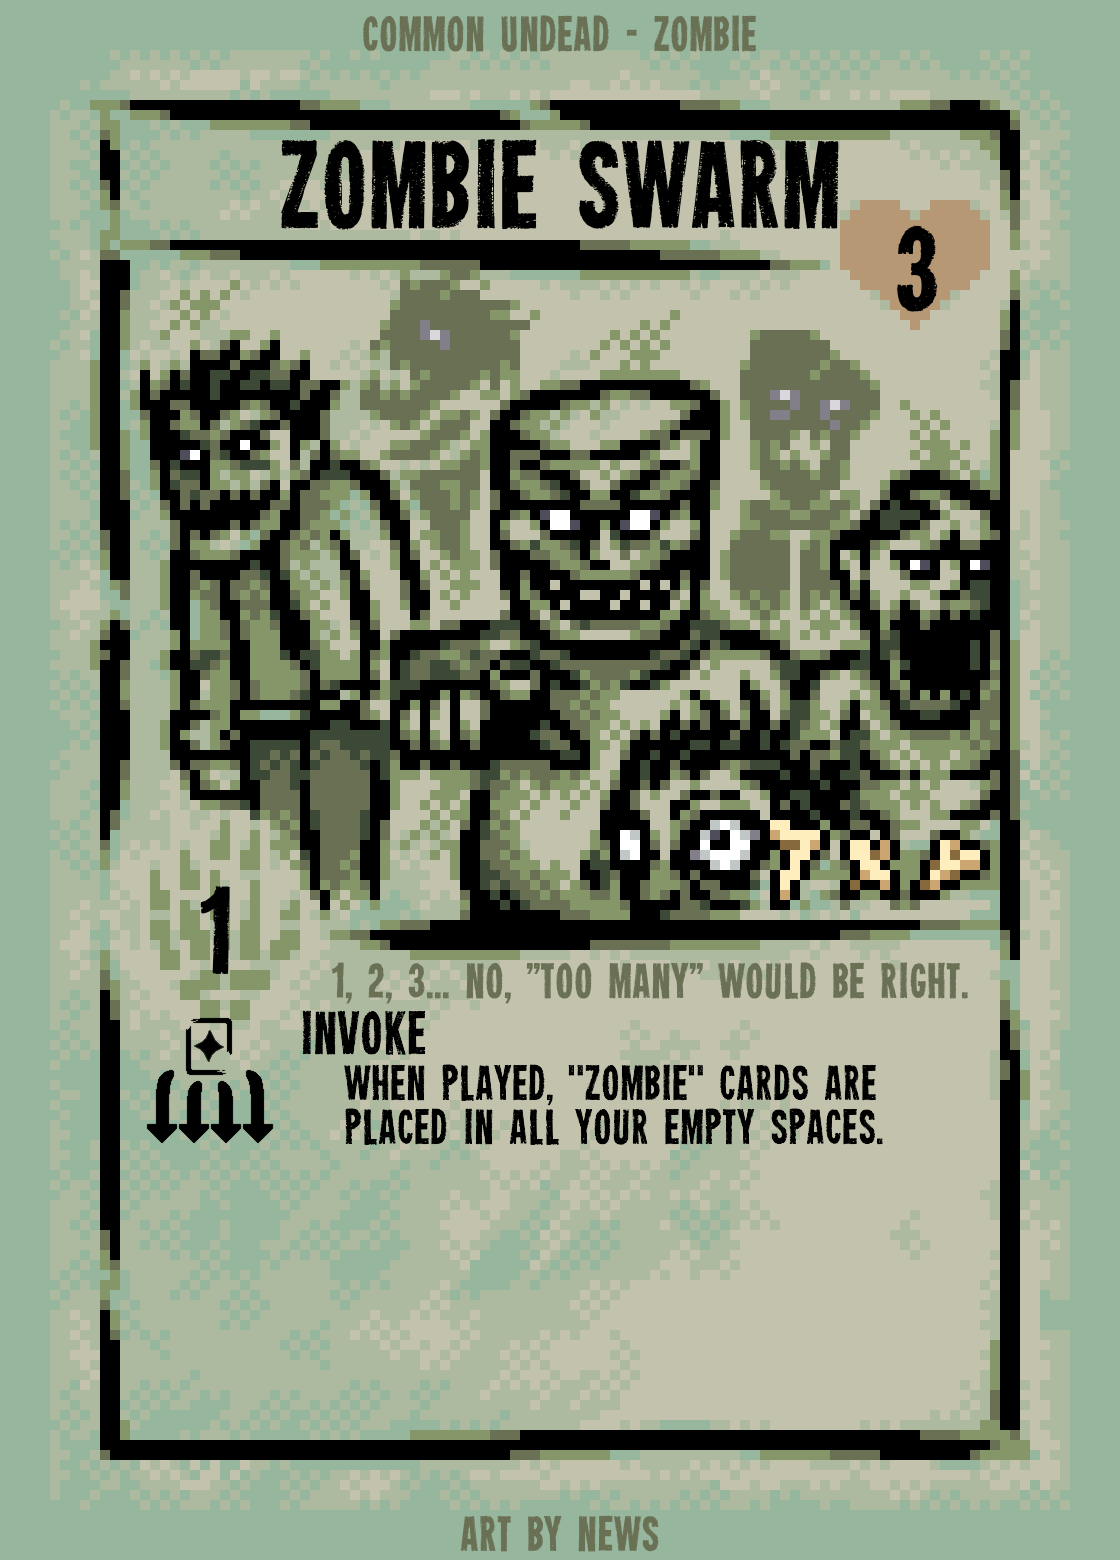 COMMON UNDEAD - ZOMBIE
ZOMBIE SWARM
3
1
1, 2, 3... NO, ”TOO MANY” WOULD BE RIGHT.
INVOKE
WHEN PLAYED, "ZOMBIE" CARDS ARE
PLACED IN ALL YOUR EMPTY SPACES.
ART BY NEWS